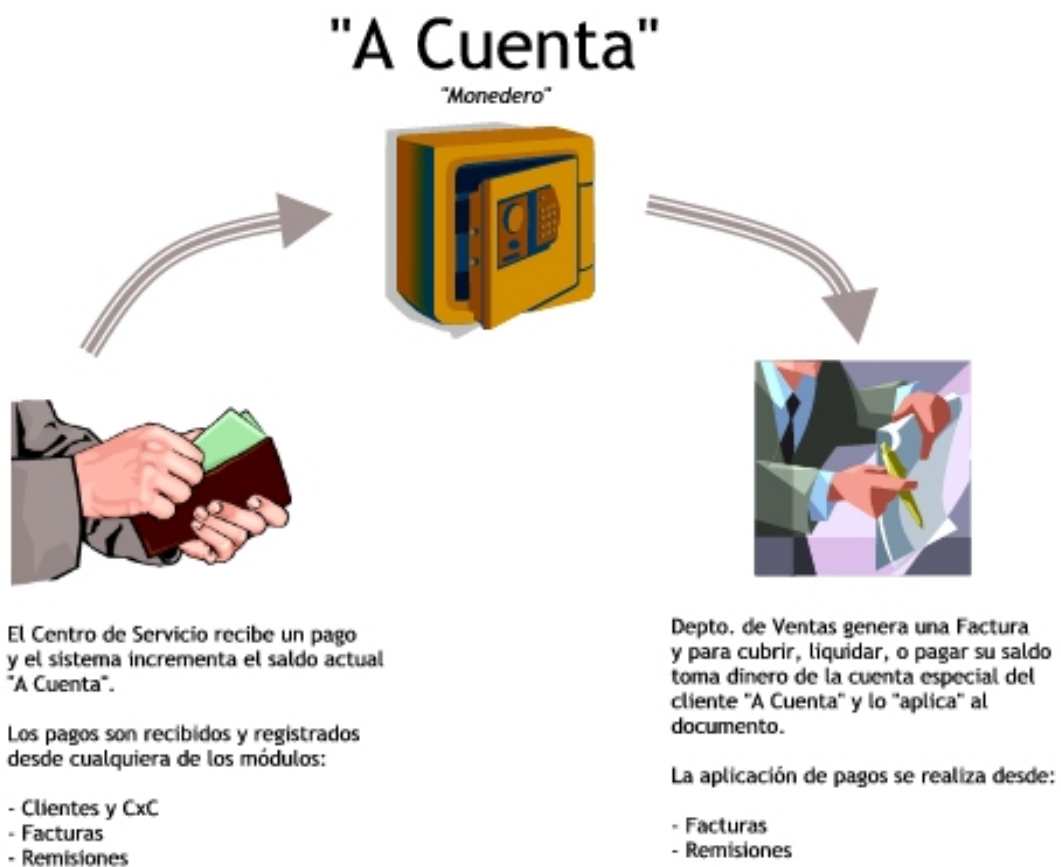 "A Cuenta"
"Monedero"
El Centro de Servicio recibe un pago
y el sistema incrementa el saldo actual
"A Cuenta".
Los pagos son recibidos y registrados
desde cualquiera de los módulos:
- Clientes y CxC
- Facturas
- Remisiones
Depto. de Ventas genera una Factura
y para cubrir, liquidar, o pagar su saldo
toma dinero de la cuenta especial del
cliente "A Cuenta" y lo "aplica" al
documento.
La aplicación de pagos se realiza desde:
- Facturas
- Remisiones